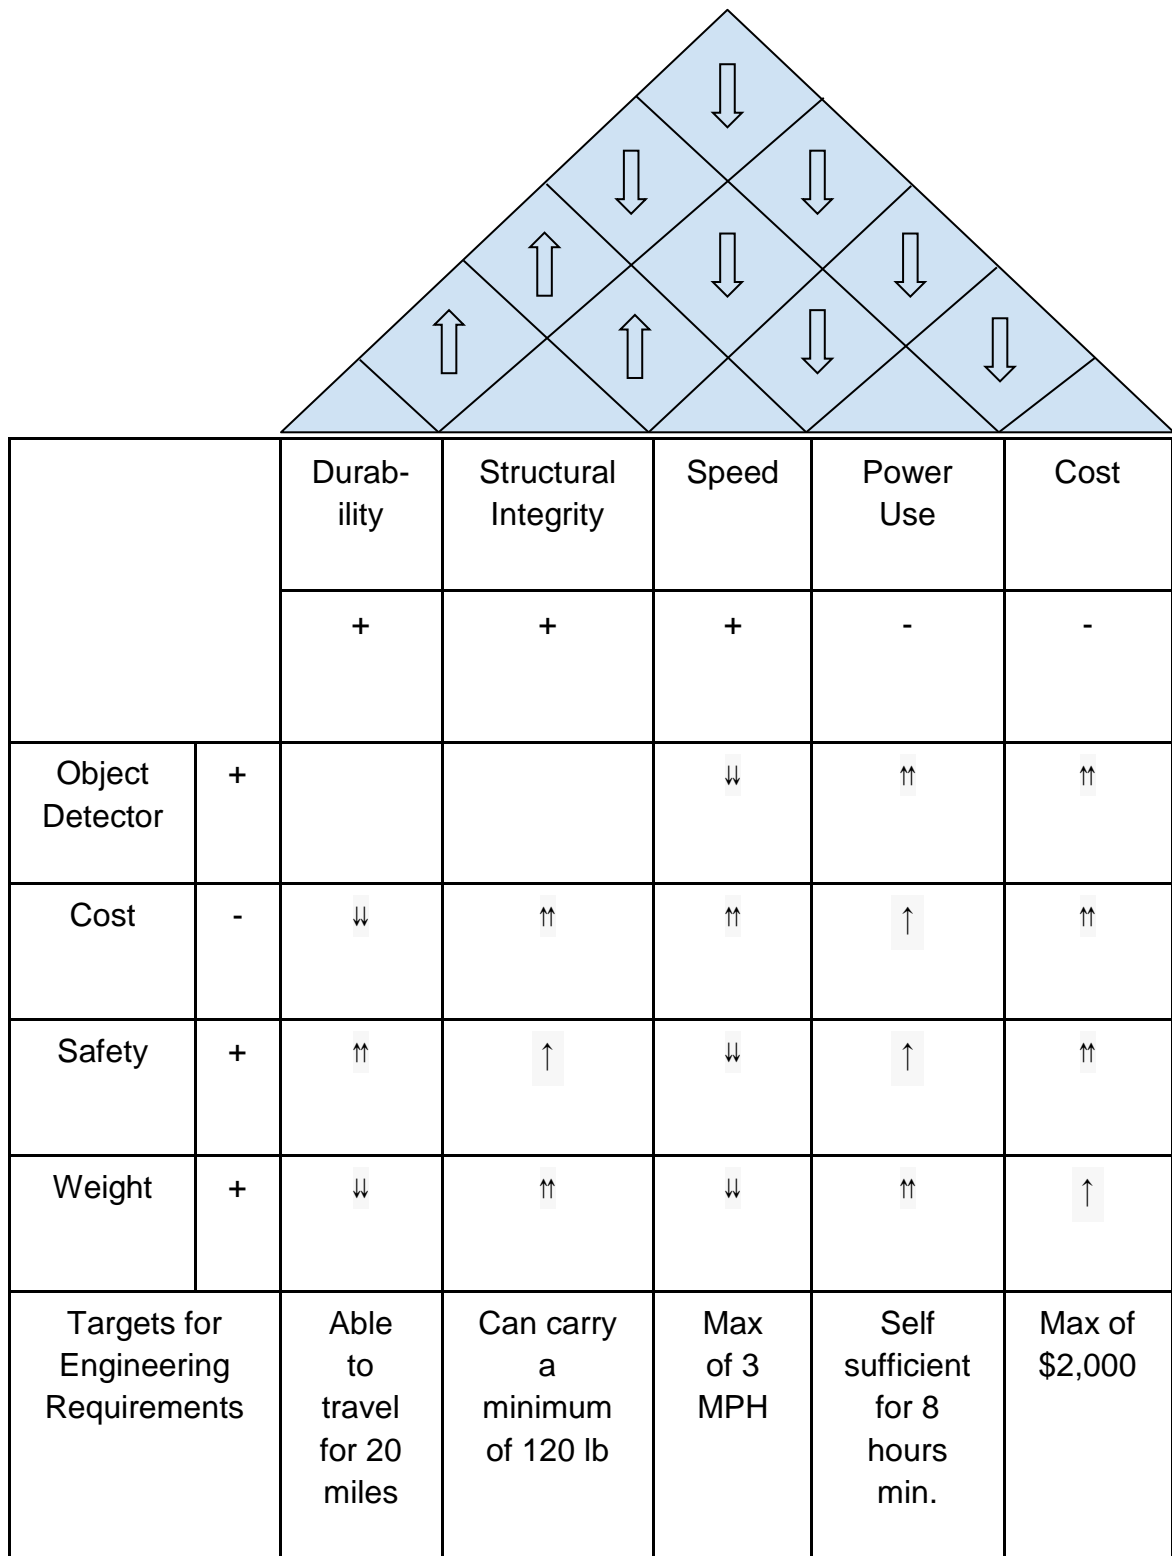 Durab-
ility
Structural
Integrity
Speed
Power
Use
Cost
+
+
+
-
-
Object
Detector
+
⇊
⇈
⇈
Cost
-
⇊
⇈
⇈
↑
⇈
Safety
+
⇈
↑
⇊
↑
⇈
Weight
+
⇊
⇈
⇊
⇈
↑
Targets for
Engineering
Requirements
Able
to
travel
for 20
miles
Can carry
a
minimum
of 120 lb
Max
of 3
MPH
Self
sufficient
for 8
hours
min.
Max of
$2,000